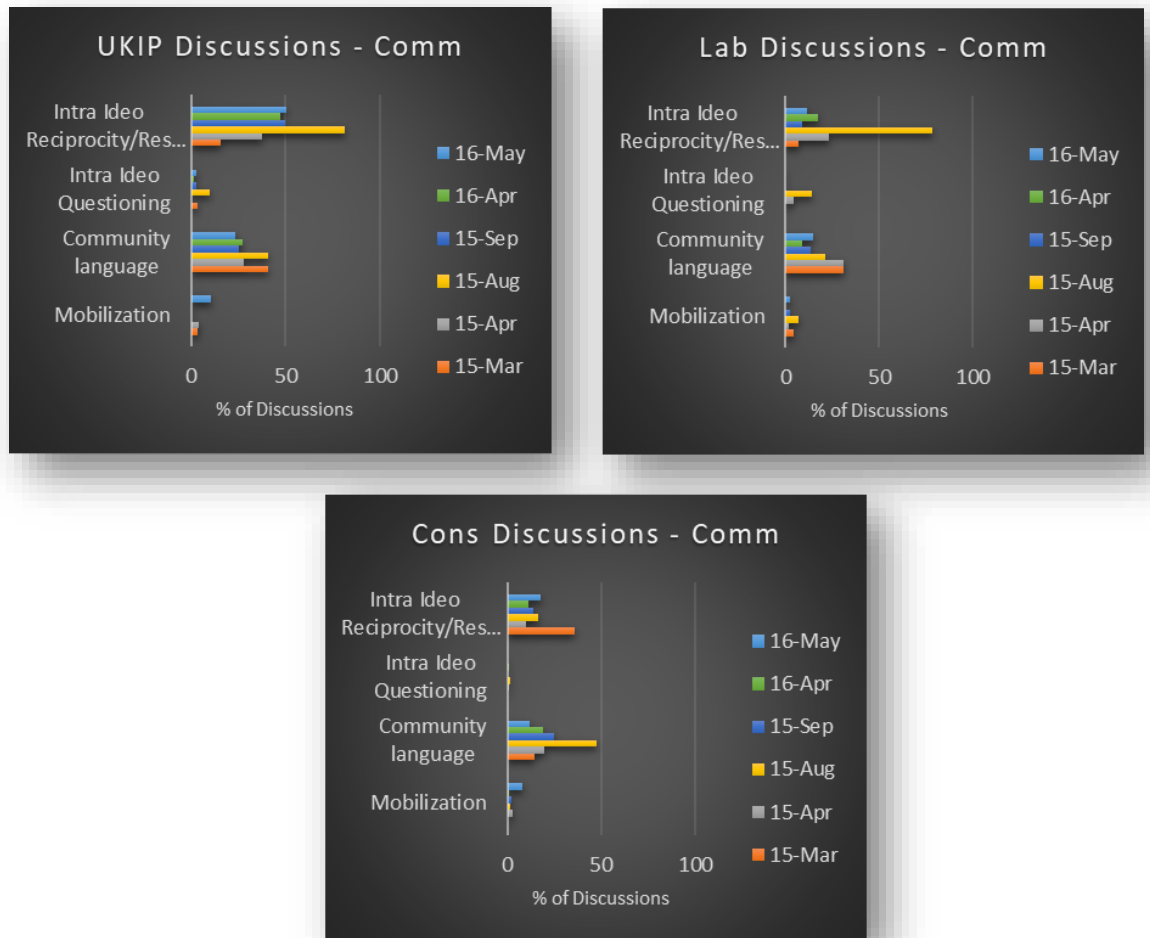 UKIP Discussions - Comm
Intra Ideo
Reciprocity/Res...
Intra Ideo
Questioning
Community
language
Mobilization
0 50 100
% of Discussions
16-May
16-Apr
15-Sep
15-Aug
15-Apr
15-Mar
Lab Discussions - Comm
Intra Ideo
Reciprocity/Res...
Intra Ideo
Questioning
Community
language
Mobilization
0 50 100
% of Discussions
16-May
16-Apr
15-Sep
15-Aug
15-Apr
15-Mar
Cons Discussions - Comm
Intra Ideo
Reciprocity/Res...
Intra Ideo
Questioning
Community
language
Mobilization
0 50 100
% of Discussions
16-May
16-Apr
15-Sep
15-Aug
15-Apr
15-Mar